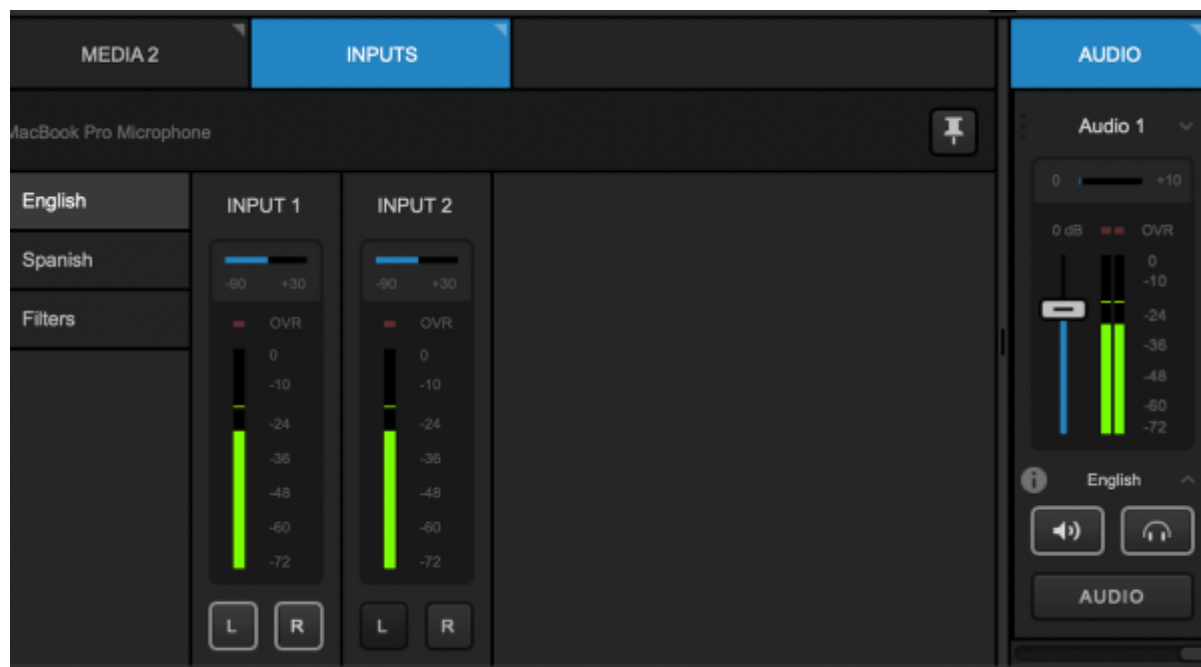 MEDIA 2
INPUTS
AUDIO
MacBook Pro Microphone
Audio 1
English
Spanish
Filters
INPUT 1
-90 +30
OVR
0
-10
-24
-36
-48
-60
-72
L R
INPUT 2
-90 +30
OVR
0
-10
-24
-36
-48
-60
-72
L R
0 +10
0 dB OVR
0
-10
-24
-36
-48
-60
-72
English
AUDIO